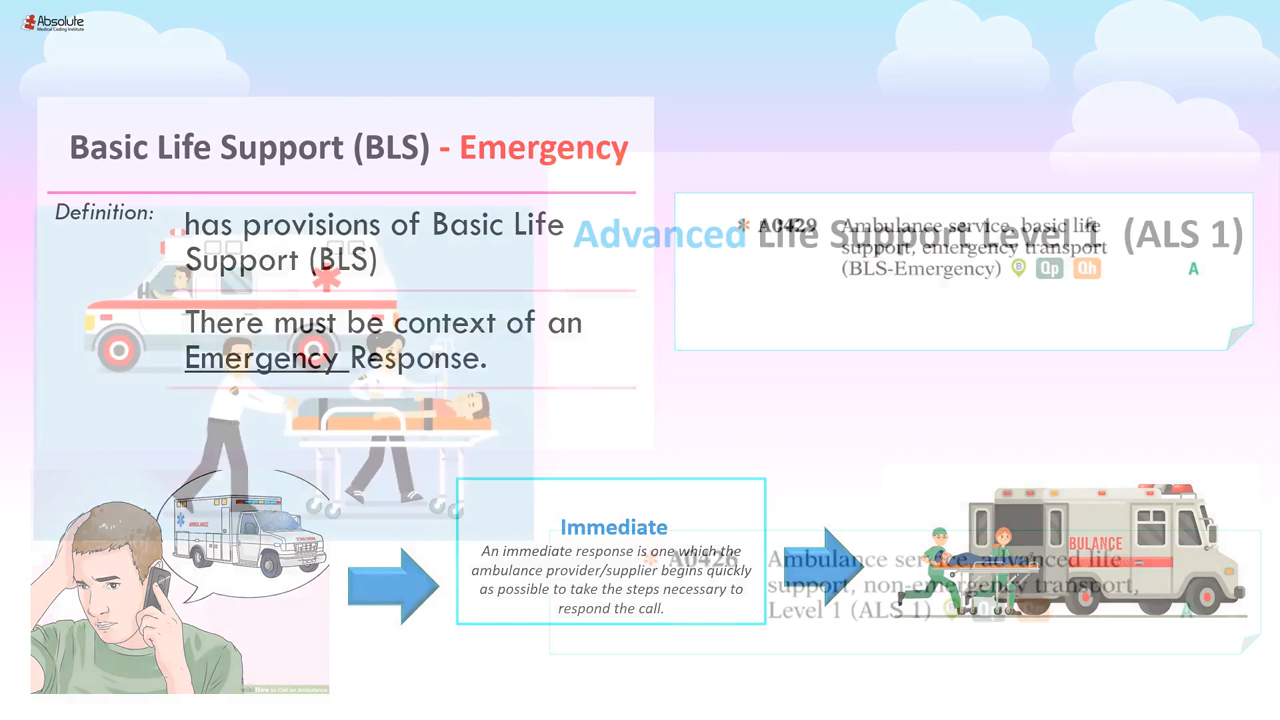 Absolute
Medical Coding Institute
Basic Life Support (BLS) - Emergency
Definition:
has provisions of Basic Life
Support (BLS)
There must be context of an
Emergency Response.
Advanced Life Support Level 1 (ALS 1)
* A0429 Ambulance service, basic life
support, emergency transport
(BLS-Emergency) B Qp Qh A
Immediate
An immediate response is one which the
ambulance provider/supplier begins quickly
as possible to take the steps necessary to
respond the call.
* A0426 Ambulance service, advanced life
support, non-emergency transport,
Level 1 (ALS 1) A
AMBULANCE
BULANCE
How to Call an Ambulance